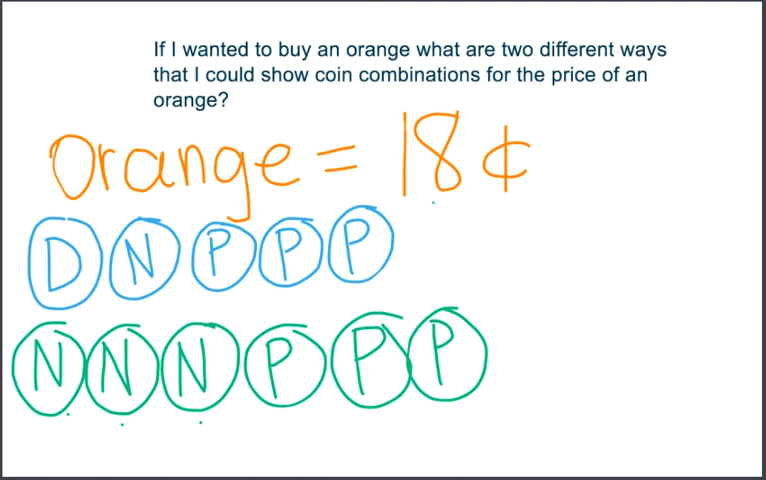 If I wanted to buy an orange what are two different ways
that I could show coin combinations for the price of an
orange?
Orange = 18¢
D N P P P
N N N P P P